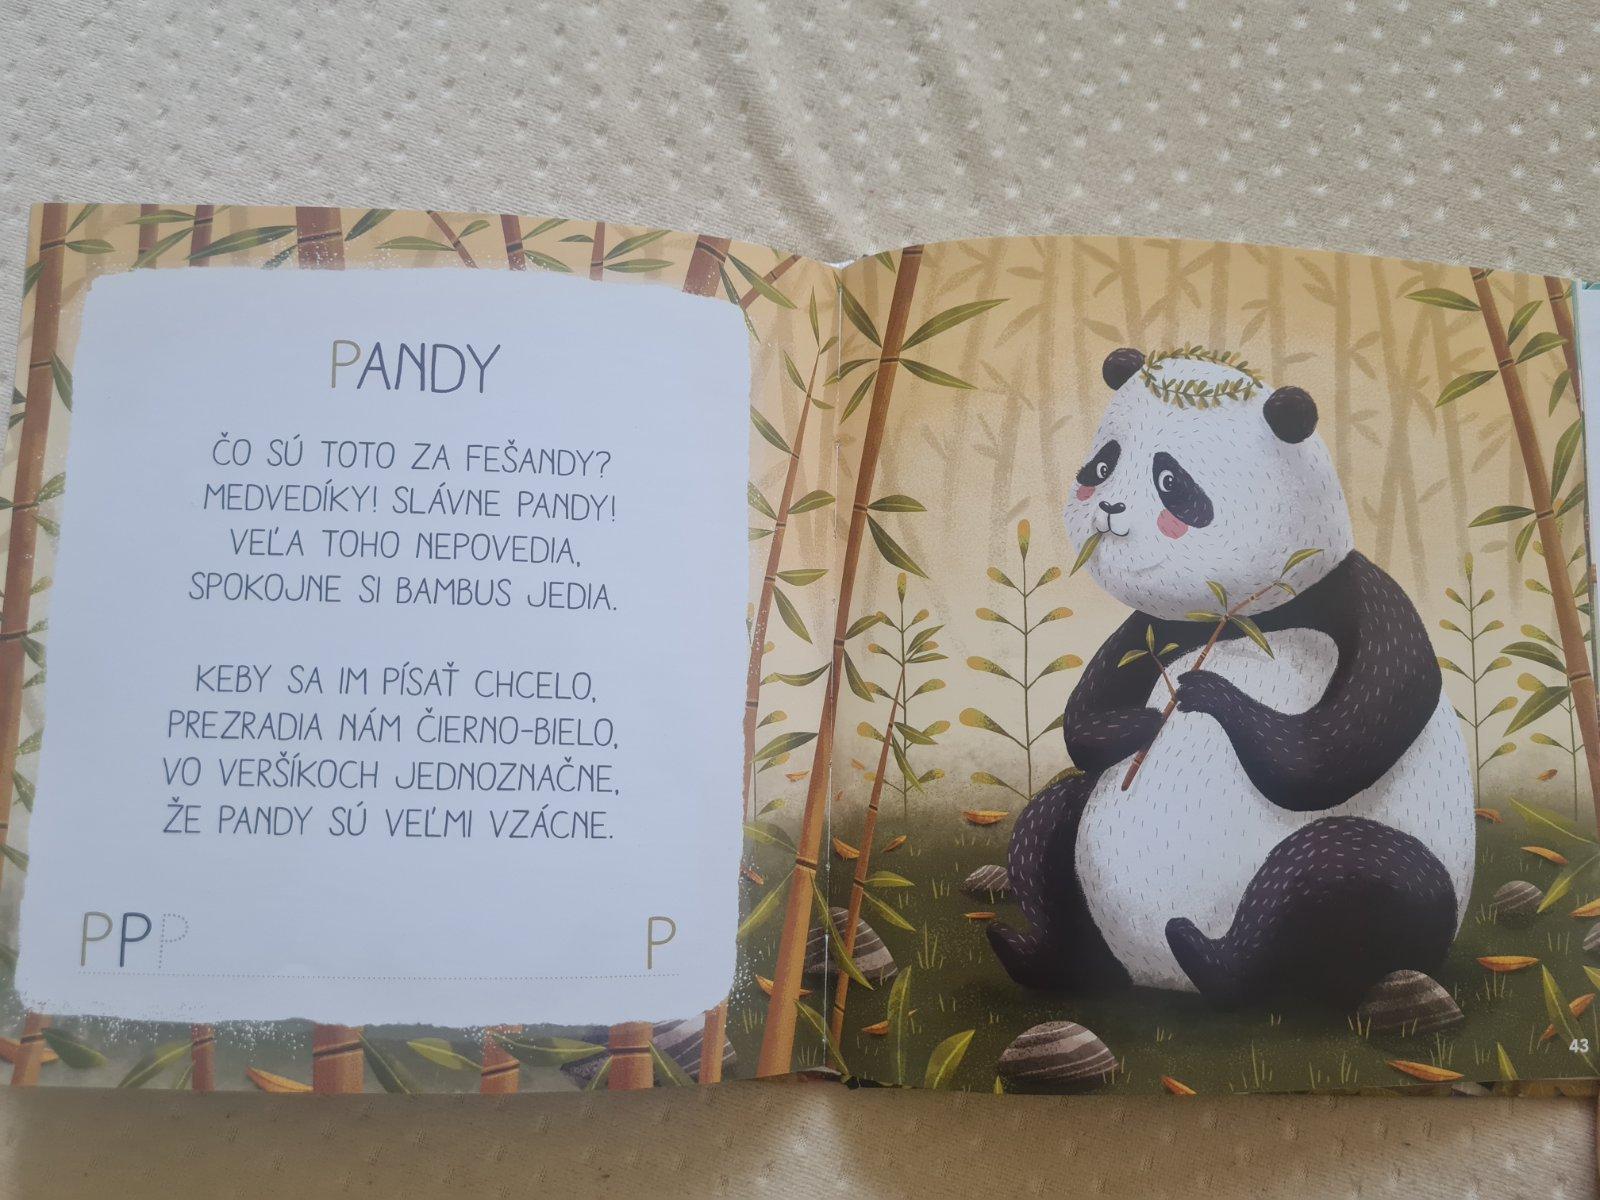 PANDY
ČO SÚ TOTO ZA FEŠANDY?
MEDVEDÍKY! SLÁVNE PANDY!
VEĽA TOHO NEPOVEDIA,
SPOKOJNE SI BAMBUS JEDIA.
KEBY SA IM PÍSAŤ CHCELO,
PREZRADIA NÁM ČIERNO-BIELO,
VO VERŠÍKOCH JEDNOZNAČNE,
ŽE PANDY SÚ VEĽMI VZÁCNE.
P P P P
43